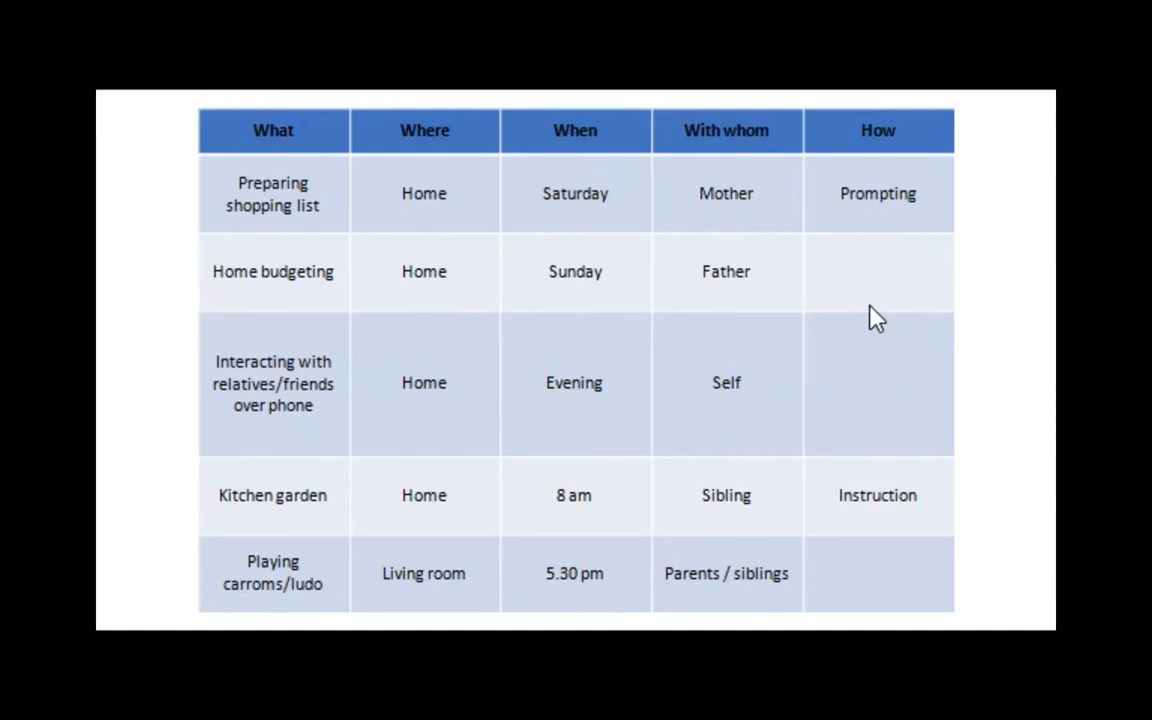 What Where When With whom How
Preparing
shopping list
Home Saturday Mother Prompting
Home budgeting Home Sunday Father
Interacting with
relatives/friends
over phone
Home Evening Self
Kitchen garden Home 8 am Sibling Instruction
Playing
carroms/ludo
Living room 5.30 pm Parents / siblings